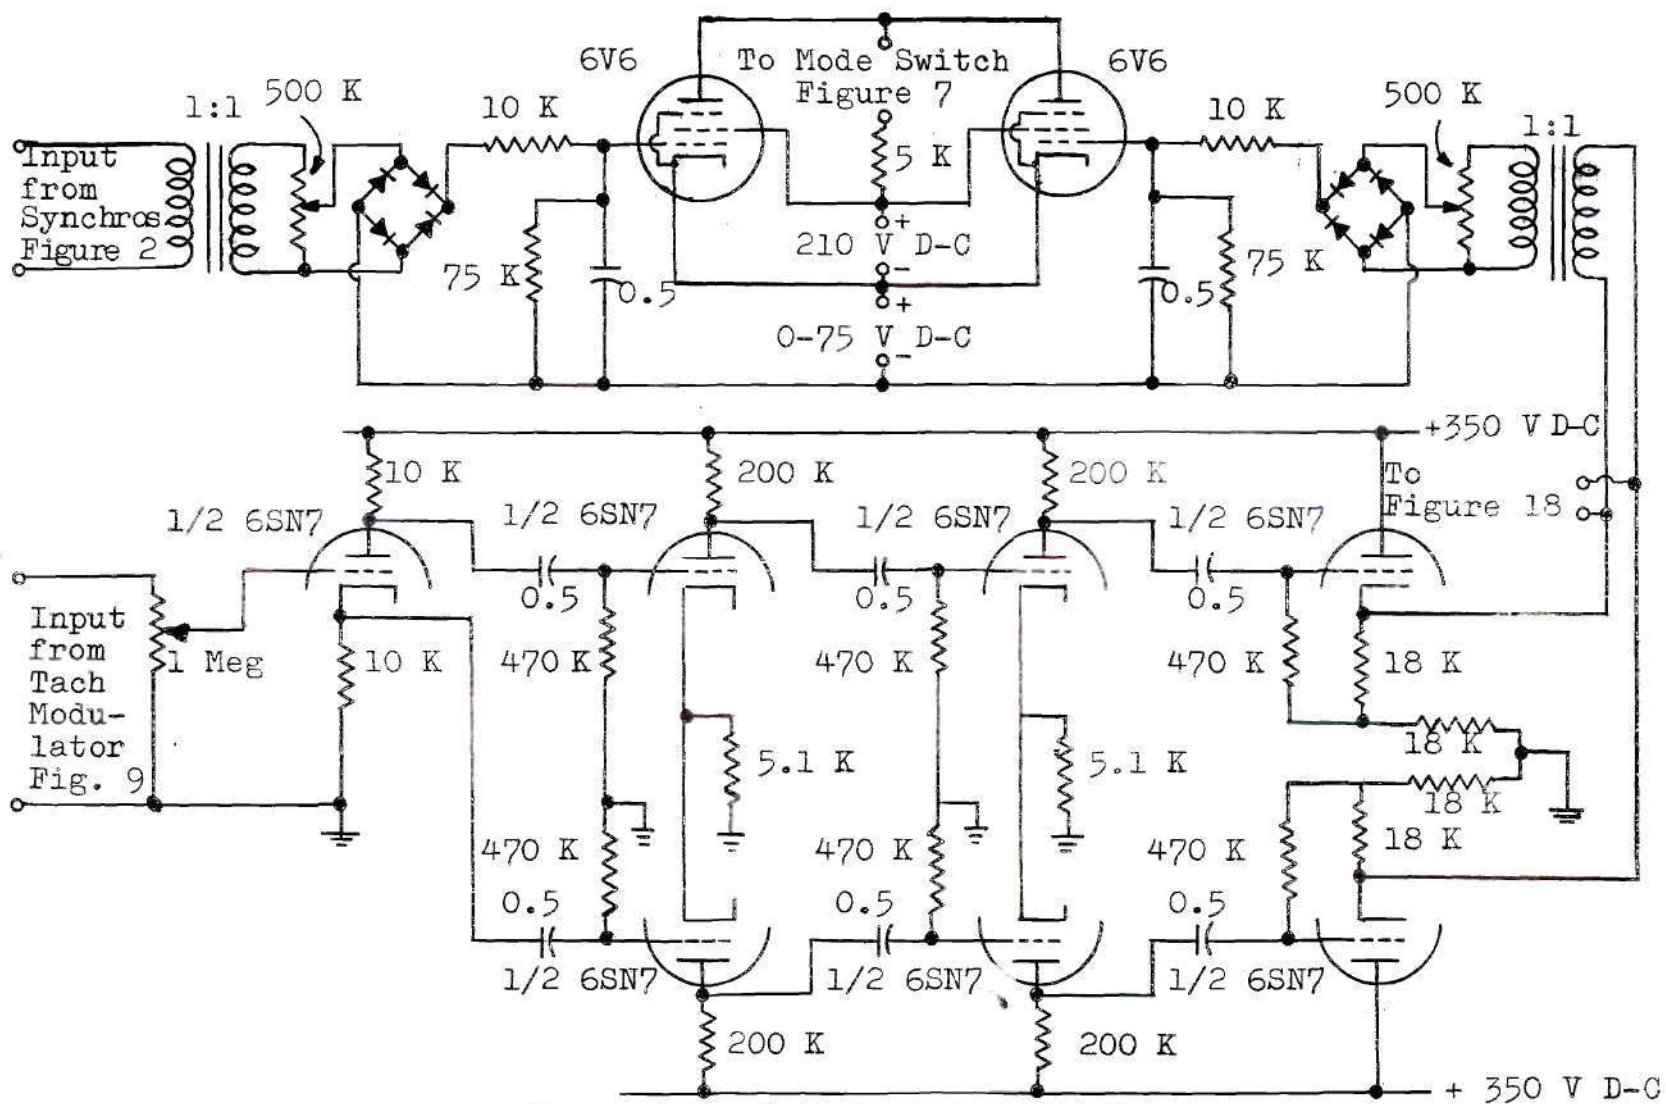 6V6
To Mode Switch
Figure 7
6V6
1:1
500 K
10 K
10 K
500 K
1:1
Input
from
Synchros
Figure 2
5 K
+
210 V D-C
-
75 K
0.5
+
0-75 V D-C
-
0.5
75 K
+350 V D-C
10 K
200 K
200 K
To
Figure 18
1/2 6SN7
1/2 6SN7
1/2 6SN7
1/2 6SN7
0.5
0.5
0.5
Input
from
Tach
Modu-
lator
Fig. 9
1 Meg
10 K
470 K
470 K
470 K
18 K
18 K
5.1 K
5.1 K
18 K
470 K
470 K
470 K
18 K
0.5
0.5
0.5
1/2 6SN7
1/2 6SN7
1/2 6SN7
200 K
200 K
+ 350 V D-C